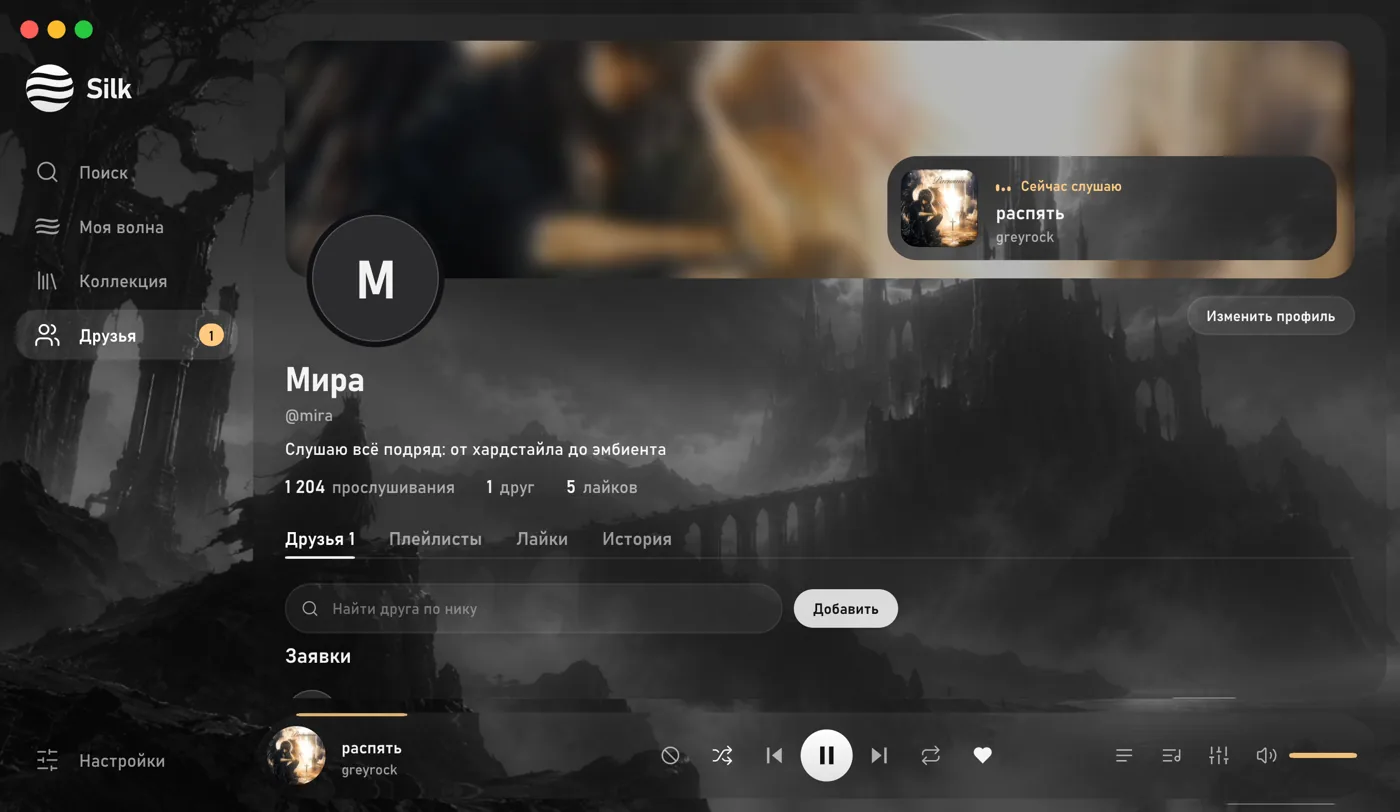 Silk
Поиск
Моя волна
Коллекция
Друзья 1
Сейчас слушаю
распять
greyrock
M
Изменить профиль
Мира
@mira
Слушаю всё подряд: от хардстайла до эмбиента
1 204 прослушивания 1 друг 5 лайков
Друзья 1 Плейлисты Лайки История
Найти друга по нику
Добавить
Заявки
Настройки
распять
greyrock